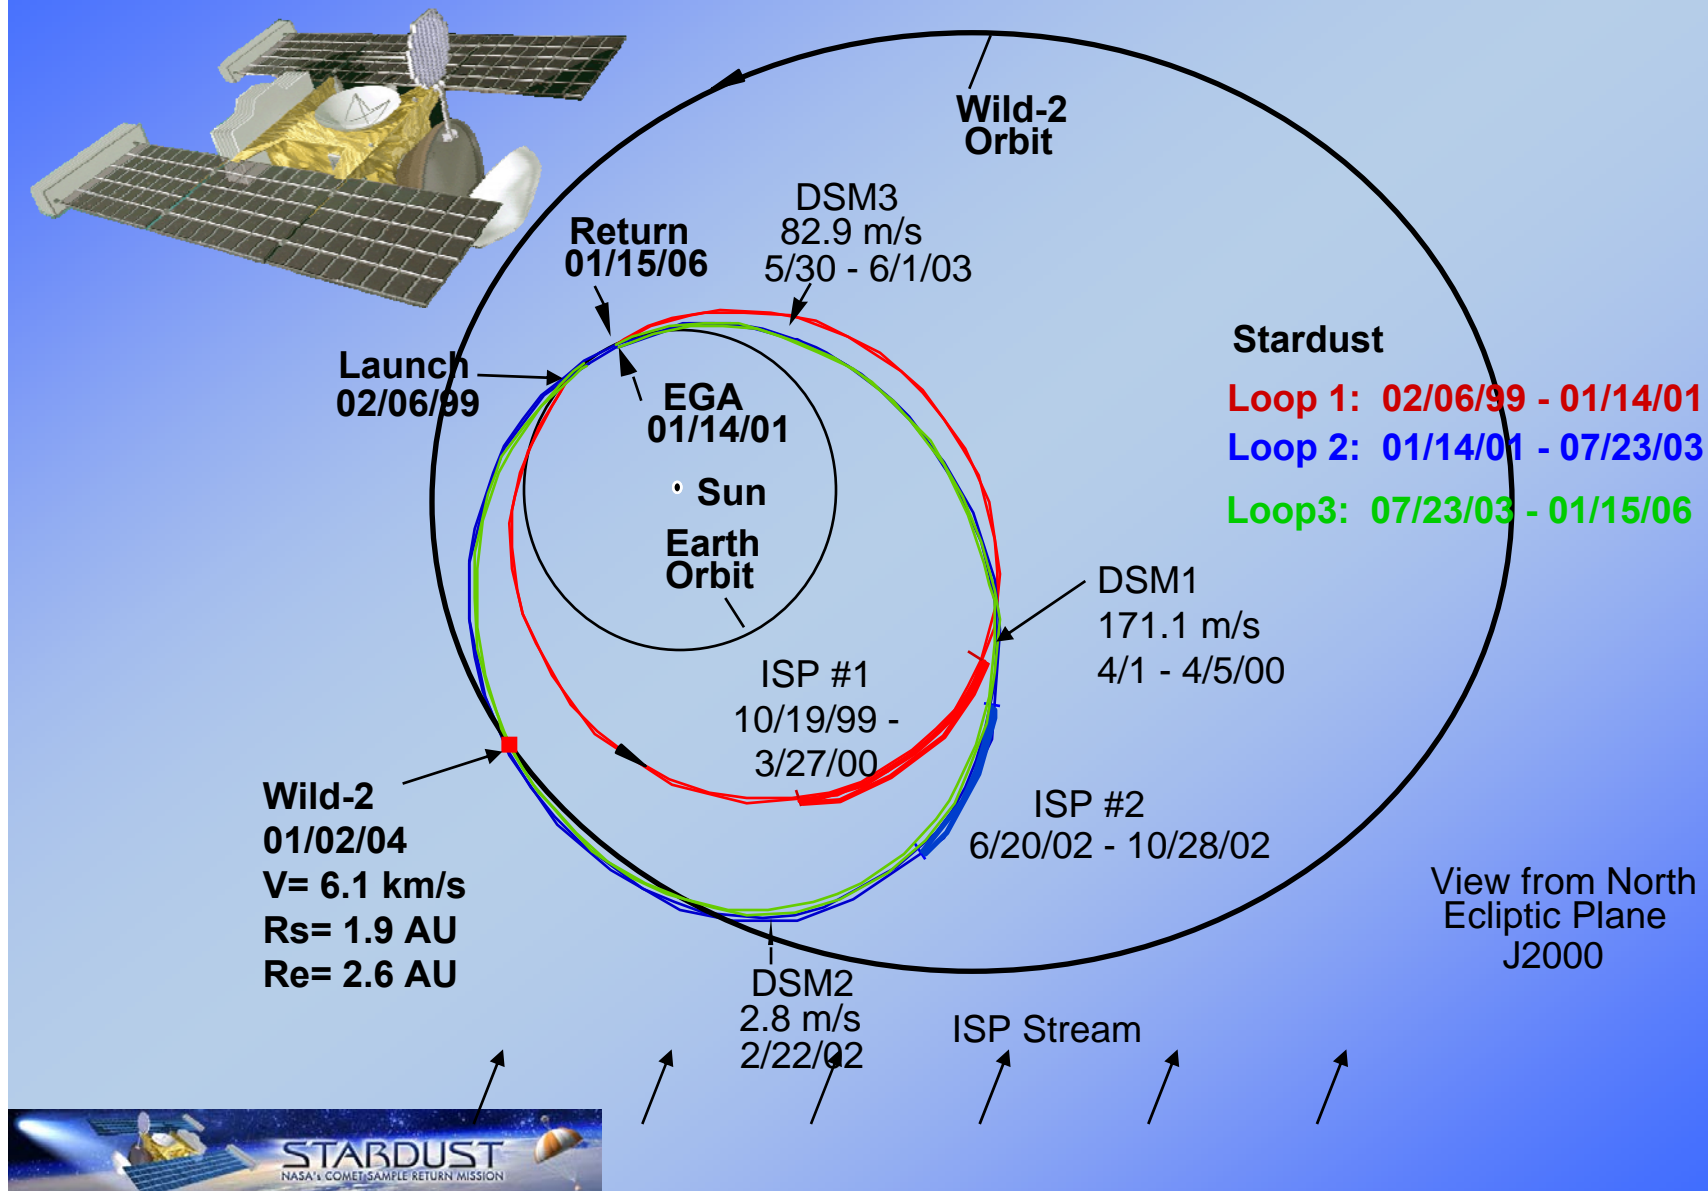 Wild-2
Orbit
DSM3
82.9 m/s
5/30 - 6/1/03
Return
01/15/06
Launch
02/06/99
EGA
01/14/01
Sun
Earth
Orbit
Stardust
Loop 1: 02/06/99 - 01/14/01
Loop 2: 01/14/01 - 07/23/03
Loop3: 07/23/03 - 01/15/06
DSM1
171.1 m/s
4/1 - 4/5/00
ISP #1
10/19/99 -
3/27/00
ISP #2
6/20/02 - 10/28/02
Wild-2
01/02/04
V= 6.1 km/s
Rs= 1.9 AU
Re= 2.6 AU
View from North
Ecliptic Plane
J2000
DSM2
2.8 m/s
2/22/02
ISP Stream
STARDUST
NASA's COMET SAMPLE RETURN MISSION